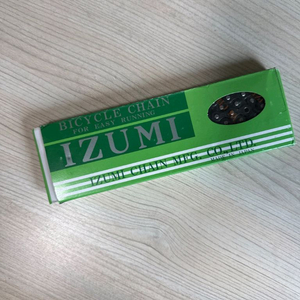 BICYCLE CHAIN
FOR EASY RUNNING
IZUMI
IZUMI CHAIN MFG. CO., LTD.